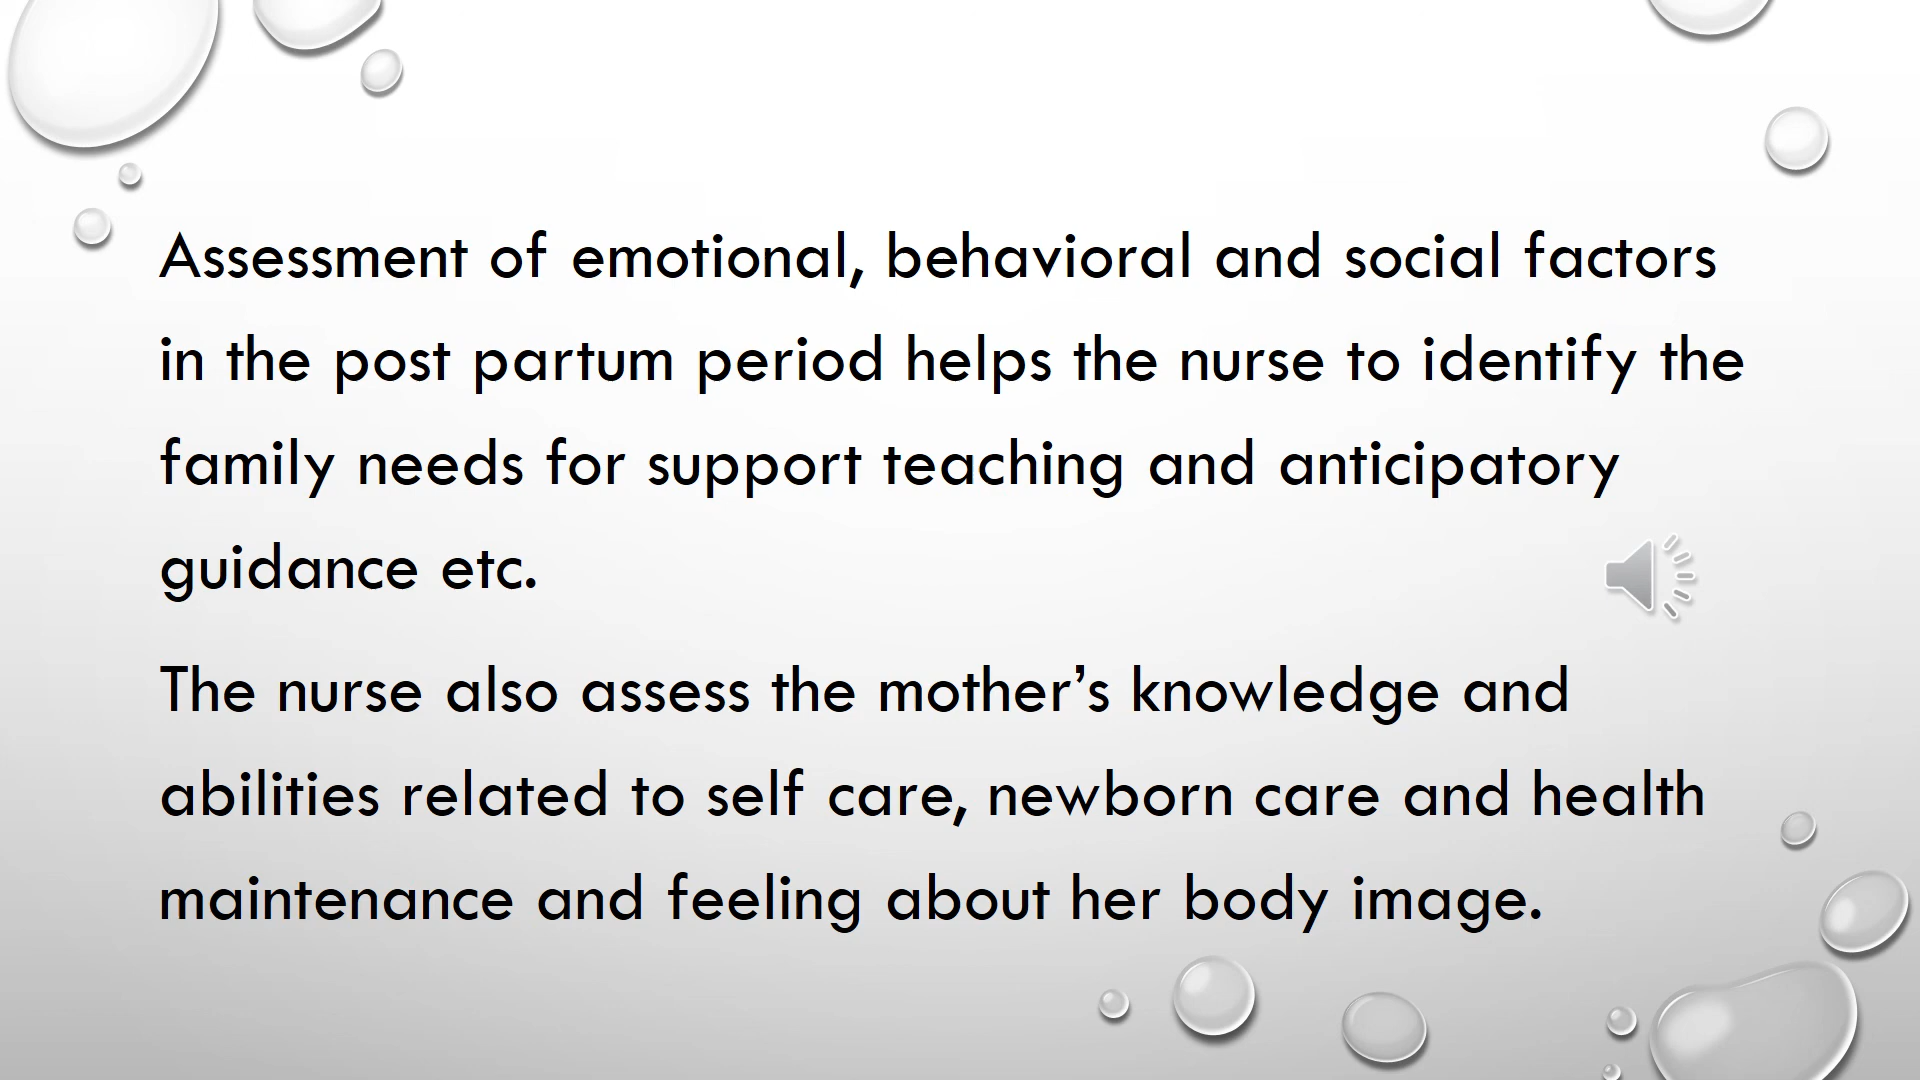 Assessment of emotional, behavioral and social factors
in the post partum period helps the nurse to identify the
family needs for support teaching and anticipatory
guidance etc.
The nurse also assess the mother’s knowledge and
abilities related to self care, newborn care and health
maintenance and feeling about her body image.